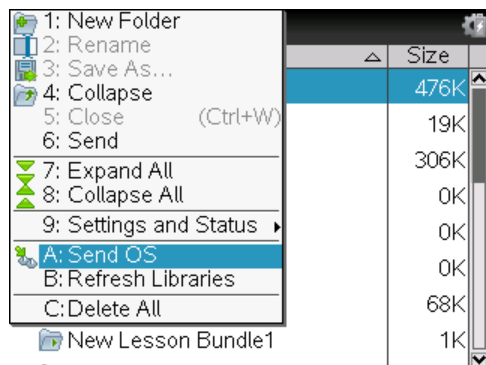 1: New Folder
2: Rename
3: Save As...
4: Collapse
5: Close (Ctrl+W)
6: Send
7: Expand All
8: Collapse All
9: Settings and Status
A: Send OS
B: Refresh Libraries
C: Delete All
Size
476K
19K
306K
0K
0K
0K
68K
New Lesson Bundle1 1K